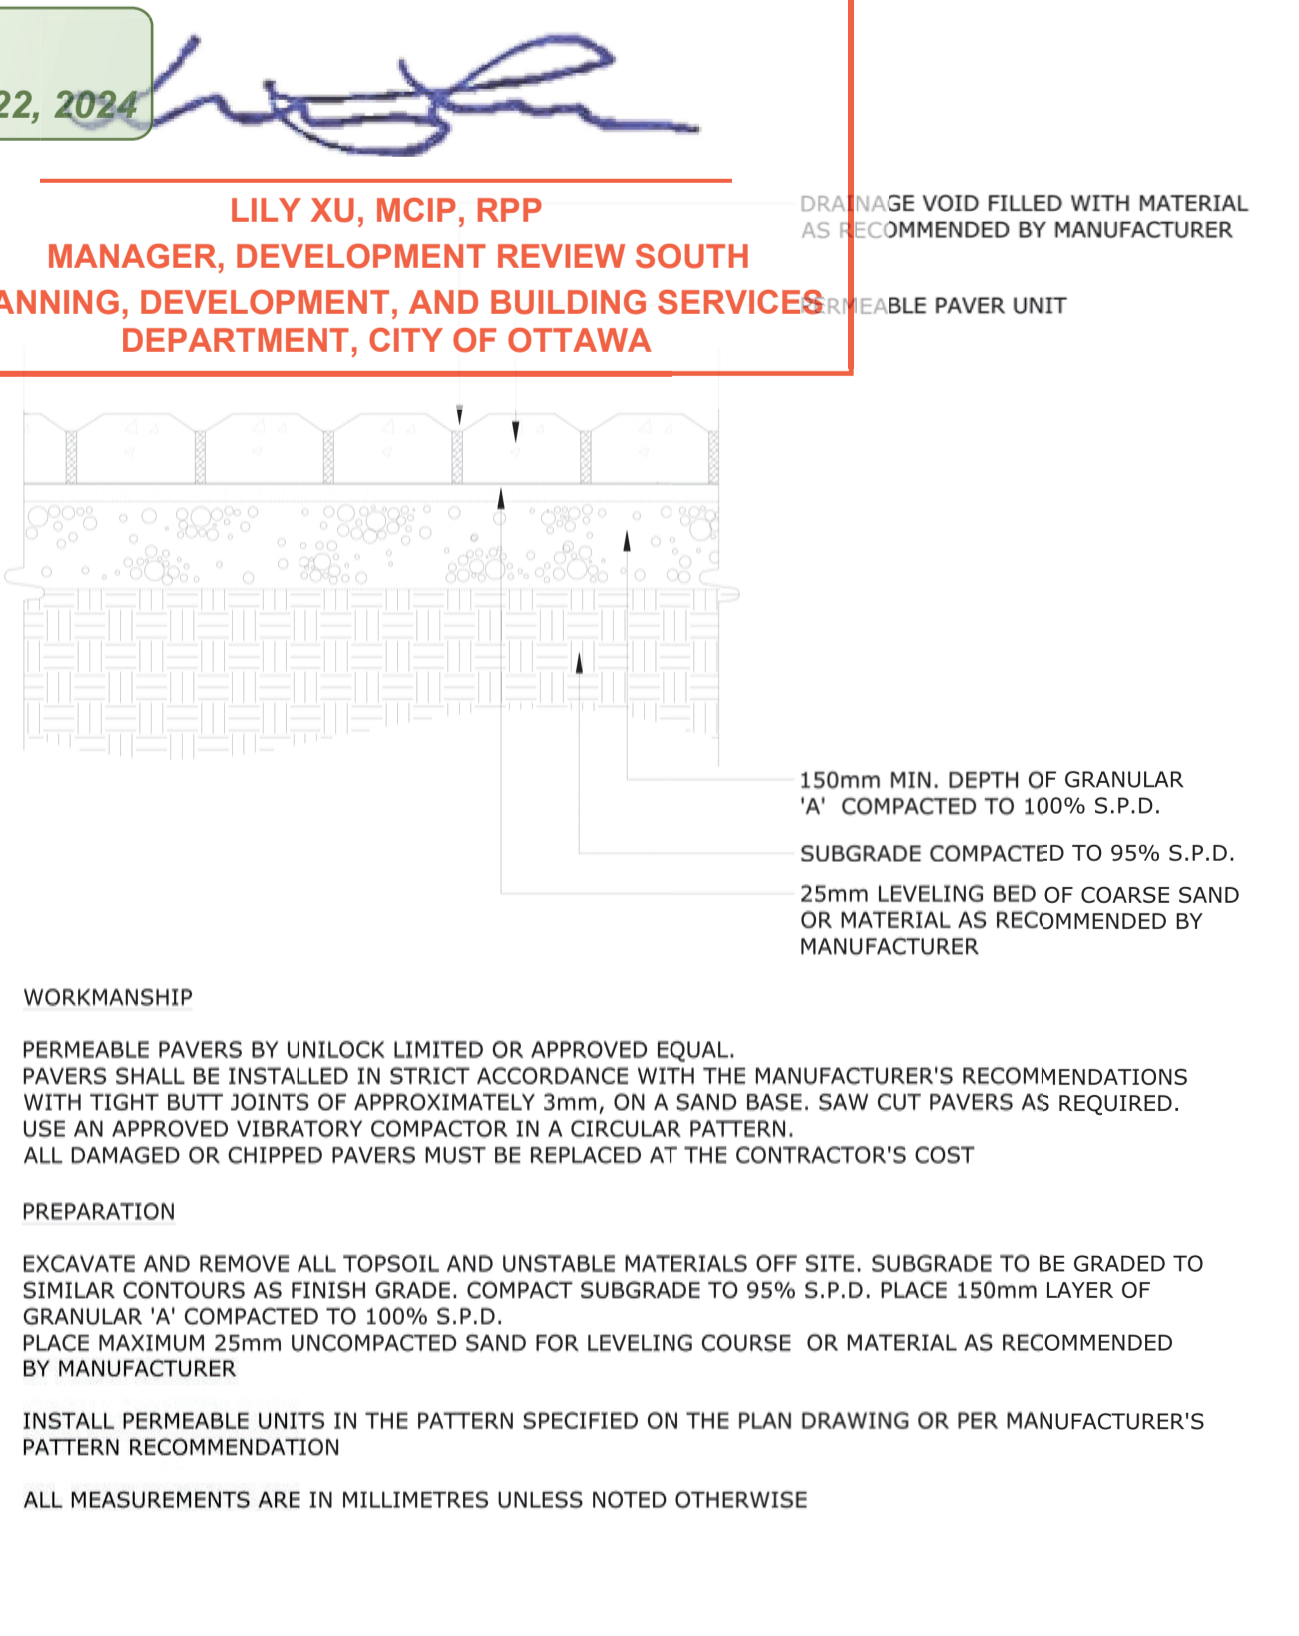 22, 2024
LILY XU, MCIP, RPP
MANAGER, DEVELOPMENT REVIEW SOUTH
ANNING, DEVELOPMENT, AND BUILDING SERVICES
DEPARTMENT, CITY OF OTTAWA
DRAINAGE VOID FILLED WITH MATERIAL
AS RECOMMENDED BY MANUFACTURER
PERMEABLE PAVER UNIT
150mm MIN. DEPTH OF GRANULAR
'A'  COMPACTED TO 100% S.P.D.
SUBGRADE COMPACTED TO 95% S.P.D.
25mm LEVELING BED OF COARSE SAND
OR MATERIAL AS RECOMMENDED BY
MANUFACTURER
WORKMANSHIP
PERMEABLE PAVERS BY UNILOCK LIMITED OR APPROVED EQUAL.
PAVERS SHALL BE INSTALLED IN STRICT ACCORDANCE WITH THE MANUFACTURER'S RECOMMENDATIONS
WITH TIGHT BUTT JOINTS OF APPROXIMATELY 3mm, ON A SAND BASE. SAW CUT PAVERS AS REQUIRED.
USE AN APPROVED VIBRATORY COMPACTOR IN A CIRCULAR PATTERN.
ALL DAMAGED OR CHIPPED PAVERS MUST BE REPLACED AT THE CONTRACTOR'S COST
PREPARATION
EXCAVATE AND REMOVE ALL TOPSOIL AND UNSTABLE MATERIALS OFF SITE. SUBGRADE TO BE GRADED TO
SIMILAR CONTOURS AS FINISH GRADE. COMPACT SUBGRADE TO 95% S.P.D. PLACE 150mm LAYER OF
GRANULAR 'A' COMPACTED TO 100% S.P.D.
PLACE MAXIMUM 25mm UNCOMPACTED SAND FOR LEVELING COURSE  OR MATERIAL AS RECOMMENDED
BY MANUFACTURER
INSTALL PERMEABLE UNITS IN THE PATTERN SPECIFIED ON THE PLAN DRAWING OR PER MANUFACTURER'S
PATTERN RECOMMENDATION
ALL MEASUREMENTS ARE IN MILLIMETRES UNLESS NOTED OTHERWISE